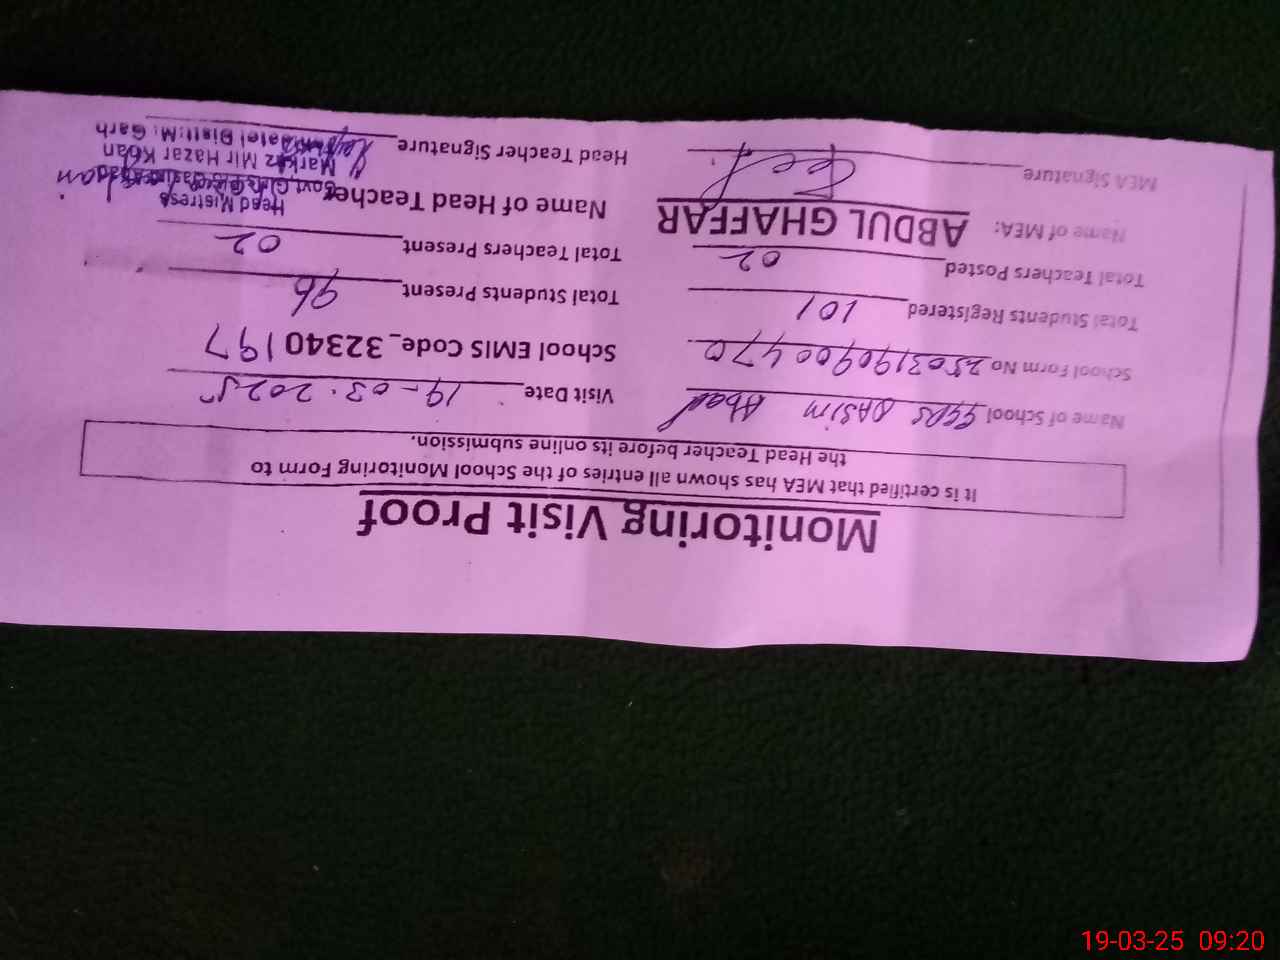 Monitoring Visit Proof
It is certified that MEA has shown all entries of the School Monitoring Form to
the Head Teacher before its online submission.
Name of School GGPS QASIM Abad Visit Date 19-03-2025
School Form No 2503190900470 School EMIS Code_32340197
Total Students Registered 101 Total Students Present 96
Total Teachers Posted 02 Total Teachers Present 02
Name of MEA: ABDUL GHAFFAR Name of Head Teacher
Head Mistress
Markaz Mir Hazar Khan
Distt: M. Garh
MEA Signature Head Teacher Signature
19-03-25 09:20